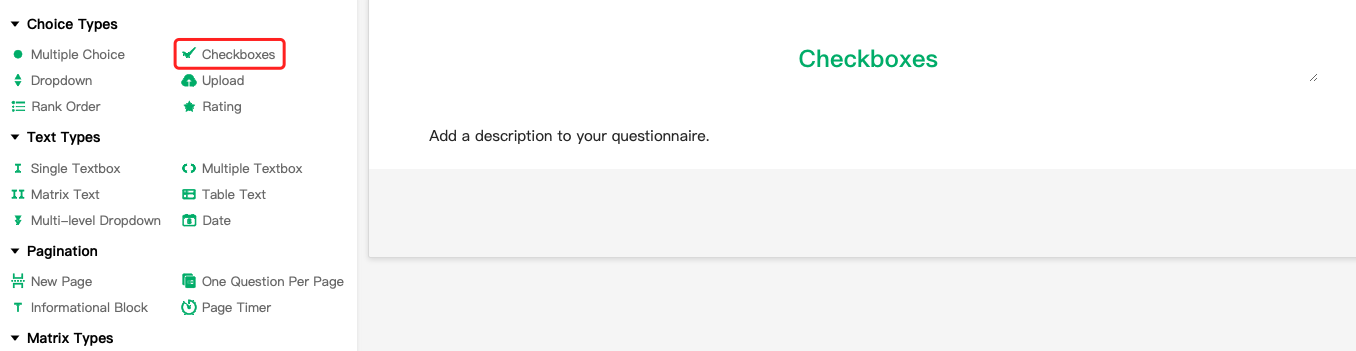 Choice Types
Multiple Choice
Checkboxes
Dropdown
Upload
Rank Order
Rating
Text Types
Single Textbox
Multiple Textbox
Matrix Text
Table Text
Multi-level Dropdown
Date
Pagination
New Page
One Question Per Page
Informational Block
Page Timer
Matrix Types
Checkboxes
Add a description to your questionnaire.